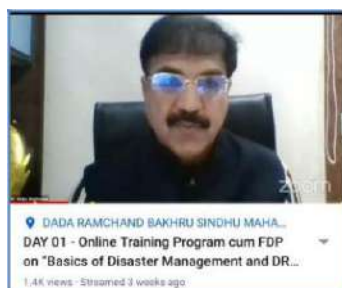 zoom
DADA RAMCHAND BAKHRU SINDHU MAHA...
DAY 01 - Online Training Program cum FDP
on "Basics of Disaster Management and DR...
1.4K views · Streamed 3 weeks ago